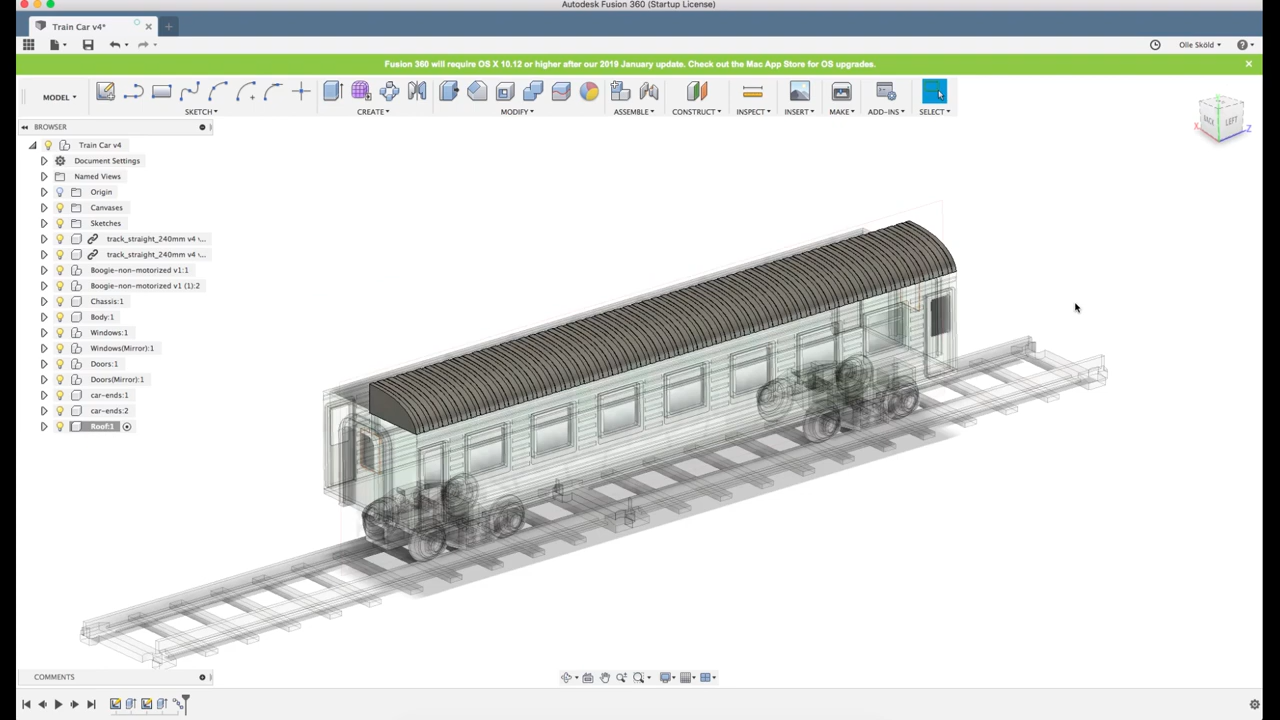 Autodesk Fusion 360 (Startup License)
Train Car v4*
Olle Sköld
Fusion 360 will require OS X 10.12 or higher after our 2019 January update. Check out the Mac App Store for OS upgrades.
MODEL
SKETCH
CREATE
MODIFY
ASSEMBLE
CONSTRUCT
INSPECT
INSERT
MAKE
ADD-INS
SELECT
BACK
LEFT
X
Z
BROWSER
Train Car v4
Document Settings
Named Views
Origin
Canvases
Sketches
track_straight_240mm v4 ...
track_straight_240mm v4 ...
Boogie-non-motorized v1:1
Boogie-non-motorized v1 (1):2
Chassis:1
Body:1
Windows:1
Windows(Mirror):1
Doors:1
Doors(Mirror):1
car-ends:1
car-ends:2
Roof:1
COMMENTS